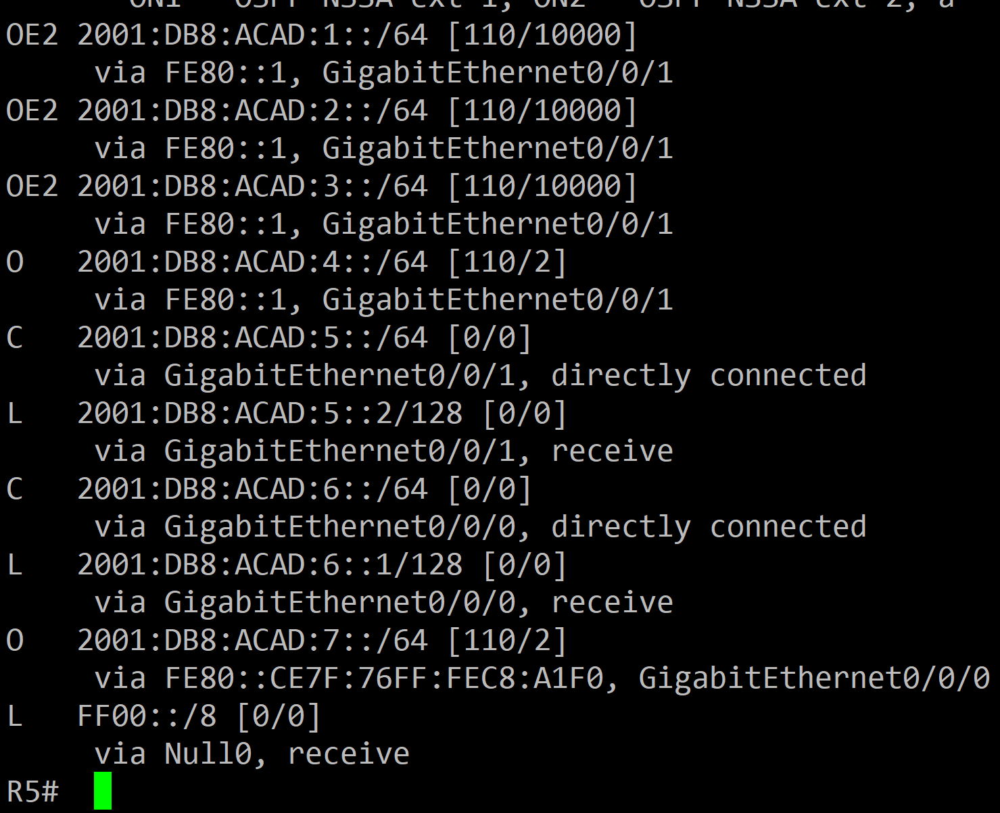 OE2 2001:DB8:ACAD:1::/64 [110/10000]
     via FE80::1, GigabitEthernet0/0/1
OE2 2001:DB8:ACAD:2::/64 [110/10000]
     via FE80::1, GigabitEthernet0/0/1
OE2 2001:DB8:ACAD:3::/64 [110/10000]
     via FE80::1, GigabitEthernet0/0/1
O   2001:DB8:ACAD:4::/64 [110/2]
     via FE80::1, GigabitEthernet0/0/1
C   2001:DB8:ACAD:5::/64 [0/0]
     via GigabitEthernet0/0/1, directly connected
L   2001:DB8:ACAD:5::2/128 [0/0]
     via GigabitEthernet0/0/1, receive
C   2001:DB8:ACAD:6::/64 [0/0]
     via GigabitEthernet0/0/0, directly connected
L   2001:DB8:ACAD:6::1/128 [0/0]
     via GigabitEthernet0/0/0, receive
O   2001:DB8:ACAD:7::/64 [110/2]
     via FE80::CE7F:76FF:FEC8:A1F0, GigabitEthernet0/0/0
L   FF00::/8 [0/0]
     via Null0, receive
R5#